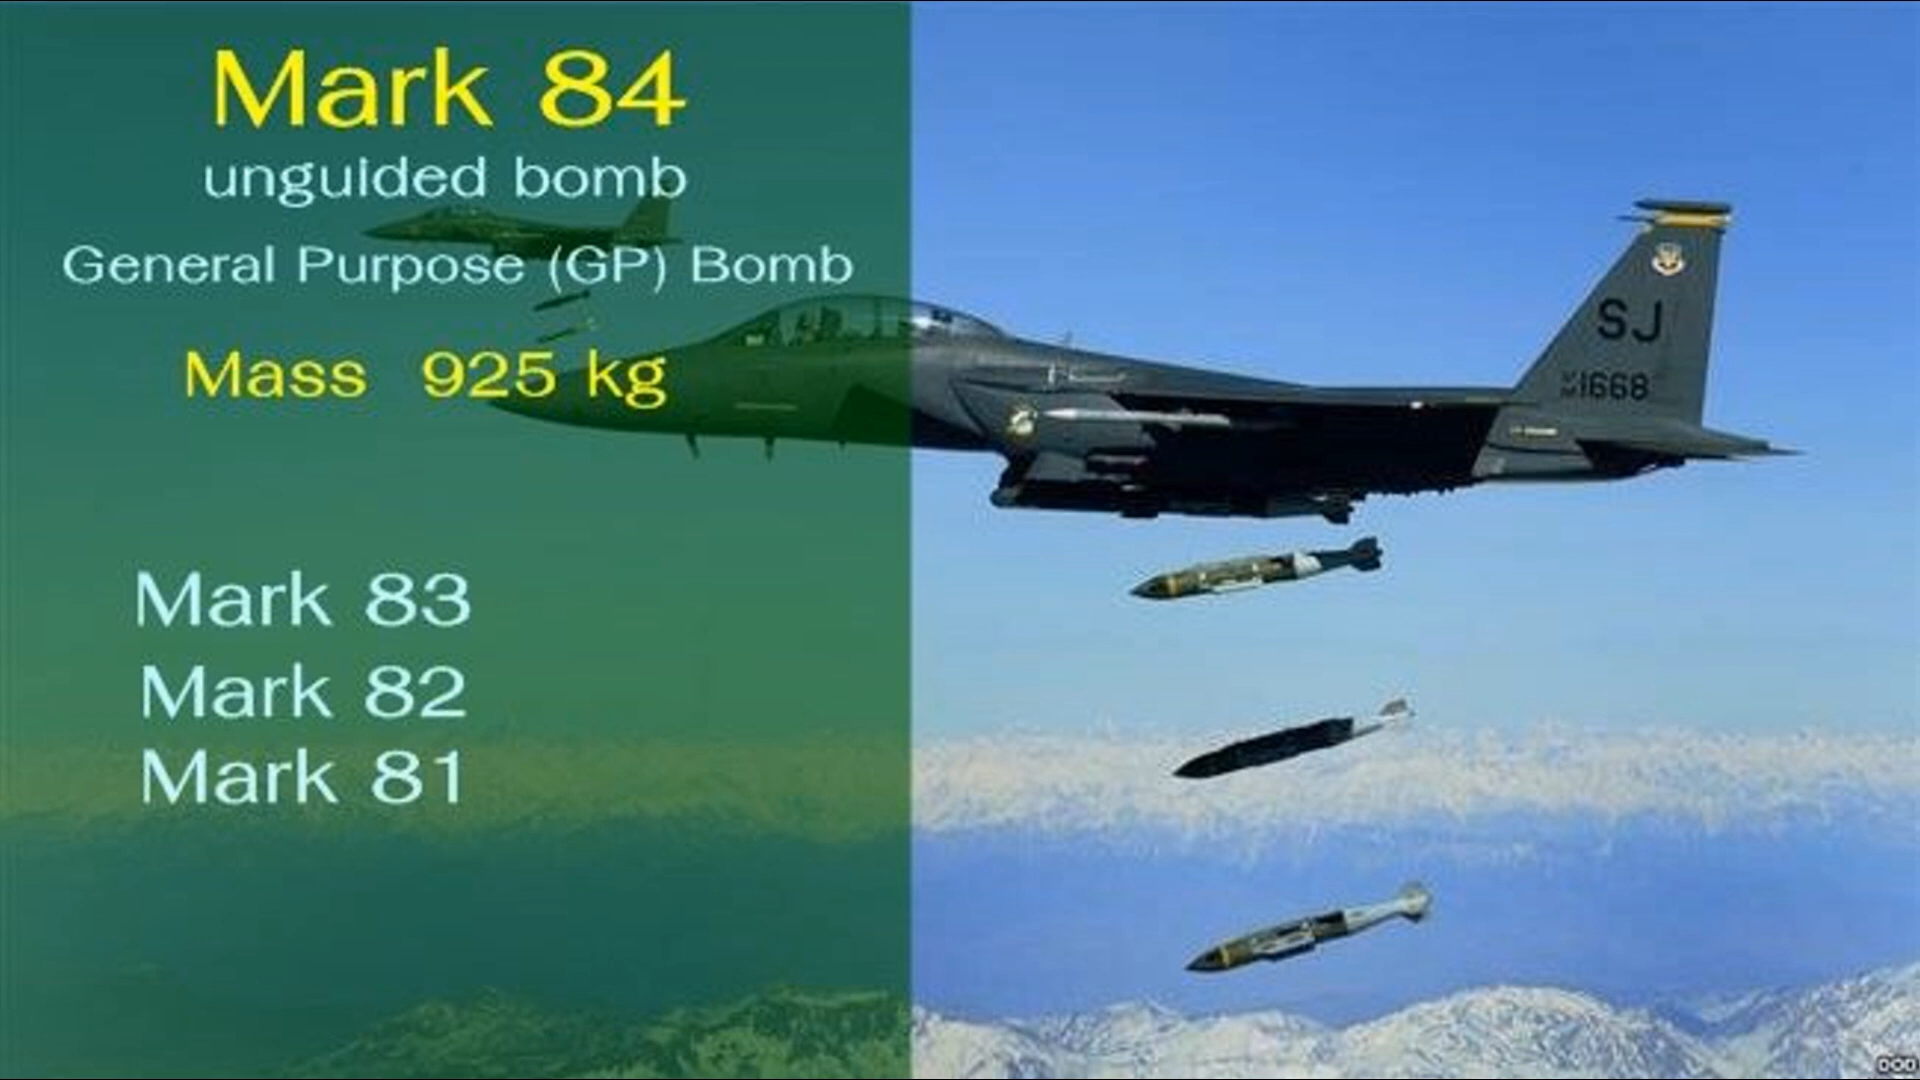 Mark 84
unguided bomb
General Purpose (GP) Bomb
Mass 925 kg
Mark 83
Mark 82
Mark 81
SJ
1668
DOD